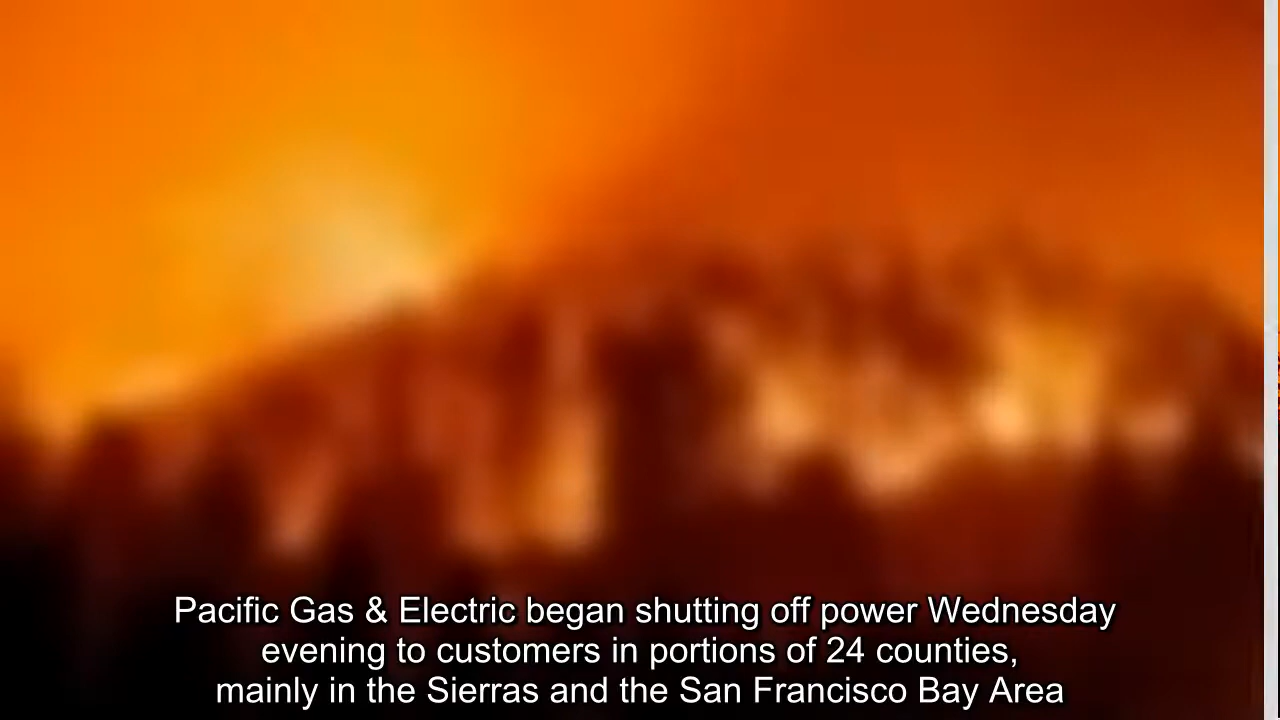 Pacific Gas & Electric began shutting off power Wednesday
evening to customers in portions of 24 counties,
mainly in the Sierras and the San Francisco Bay Area